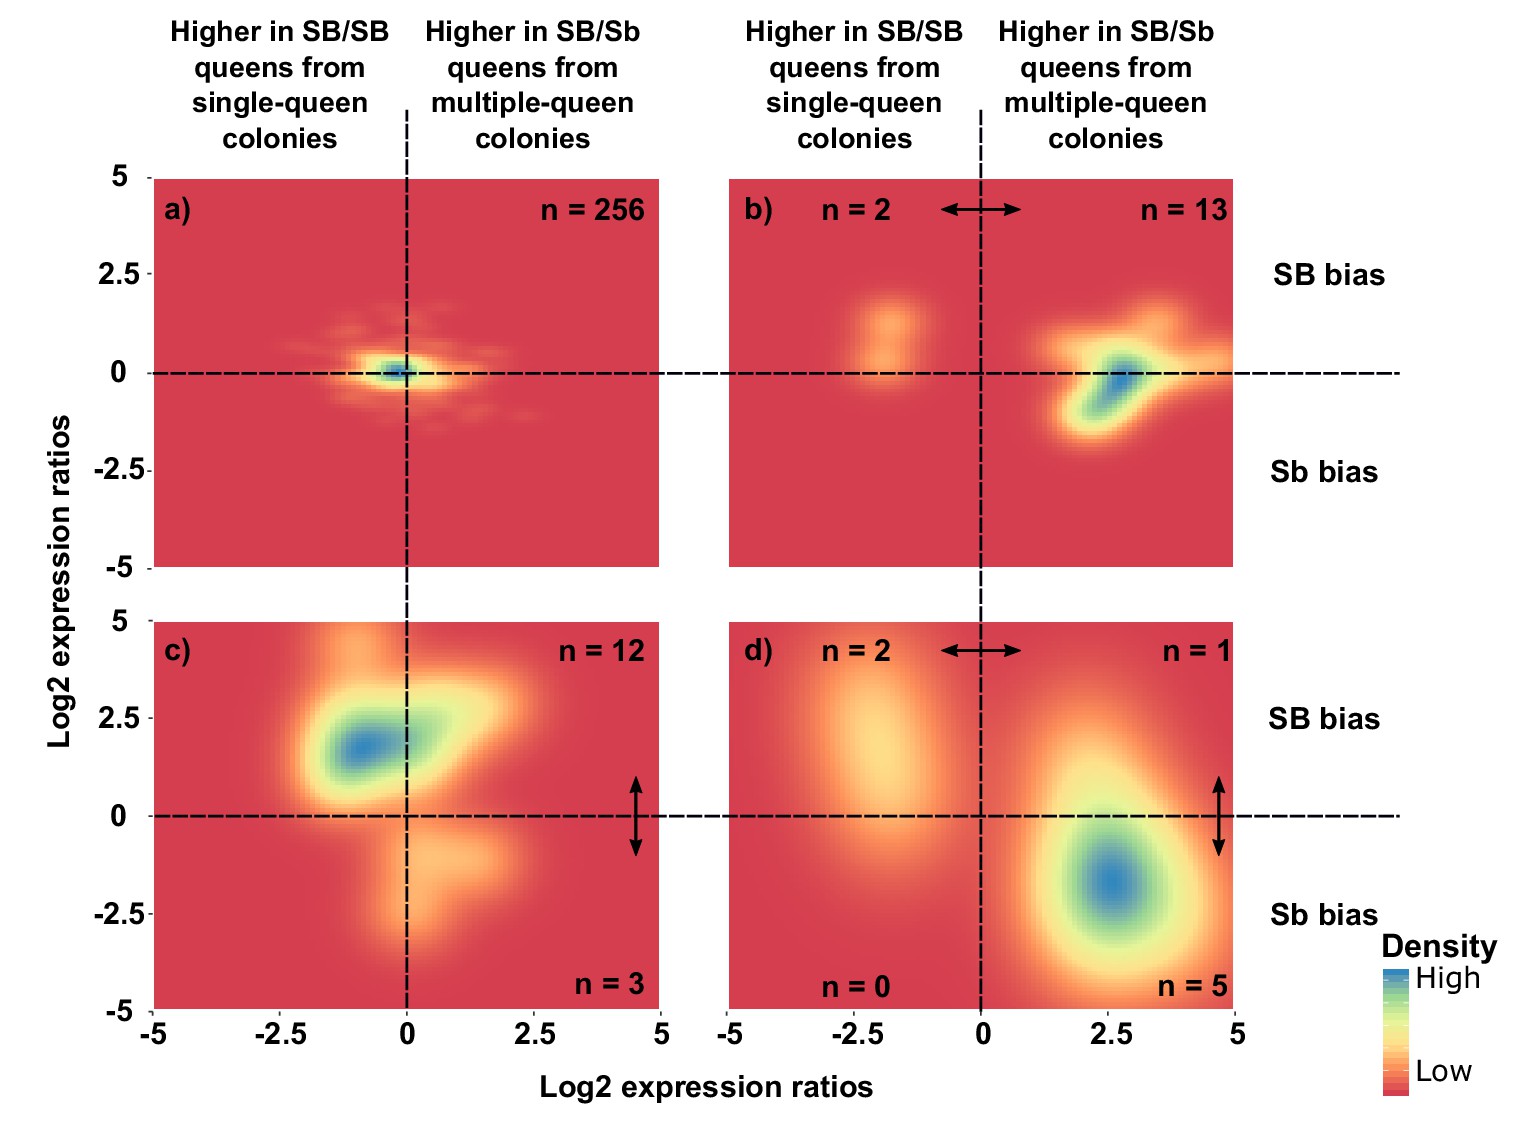 Higher in SB/SB
queens from
single-queen
colonies
Higher in SB/Sb
queens from
multiple-queen
colonies
Higher in SB/SB
queens from
single-queen
colonies
Higher in SB/Sb
queens from
multiple-queen
colonies
5
2.5
0
-2.5
-5
a)
n = 256
b)
n = 2
n = 13
SB bias
Sb bias
Log2 expression ratios
5
2.5
0
-2.5
-5
c)
n = 12
n = 3
d)
n = 2
n = 1
n = 0
n = 5
SB bias
Sb bias
-5
-2.5
0
2.5
5
-5
-2.5
0
2.5
5
Log2 expression ratios
Density
High
Low